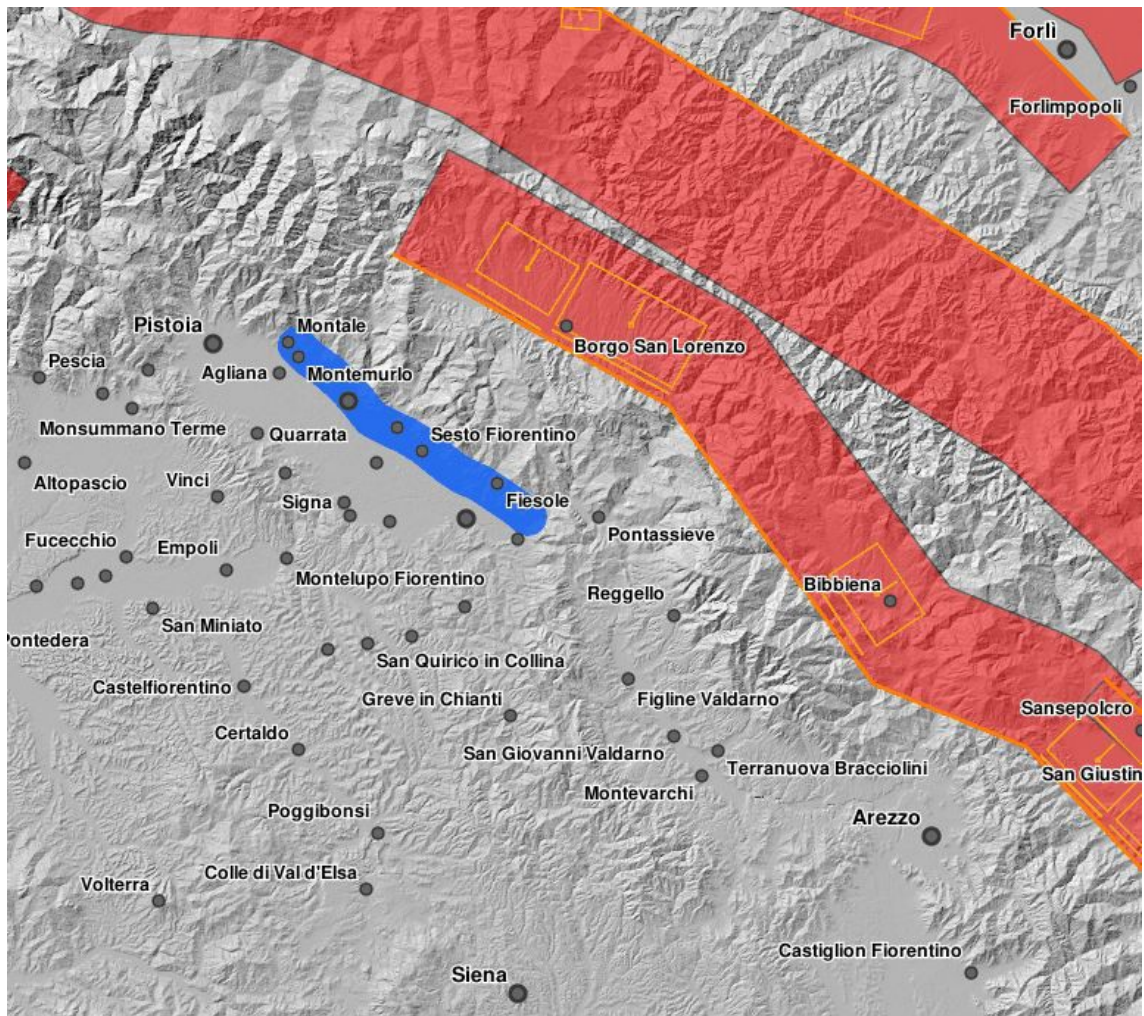 Forlì
Forlimpopoli
Pistoia
Montale
Borgo San Lorenzo
Pescia
Agliana
Montemurlo
Monsummano Terme
Quarrata
Sesto Fiorentino
Altopascio
Vinci
Signa
Fiesole
Pontassieve
Fucecchio
Empoli
Montelupo Fiorentino
Reggello
Bibbiena
San Miniato
Pontedera
San Quirico in Collina
Castelfiorentino
Greve in Chianti
Figline Valdarno
Sansepolcro
Certaldo
San Giovanni Valdarno
Terranuova Bracciolini
San Giustin
Montevarchi
Poggibonsi
Arezzo
Colle di Val d'Elsa
Volterra
Castiglion Fiorentino
Siena